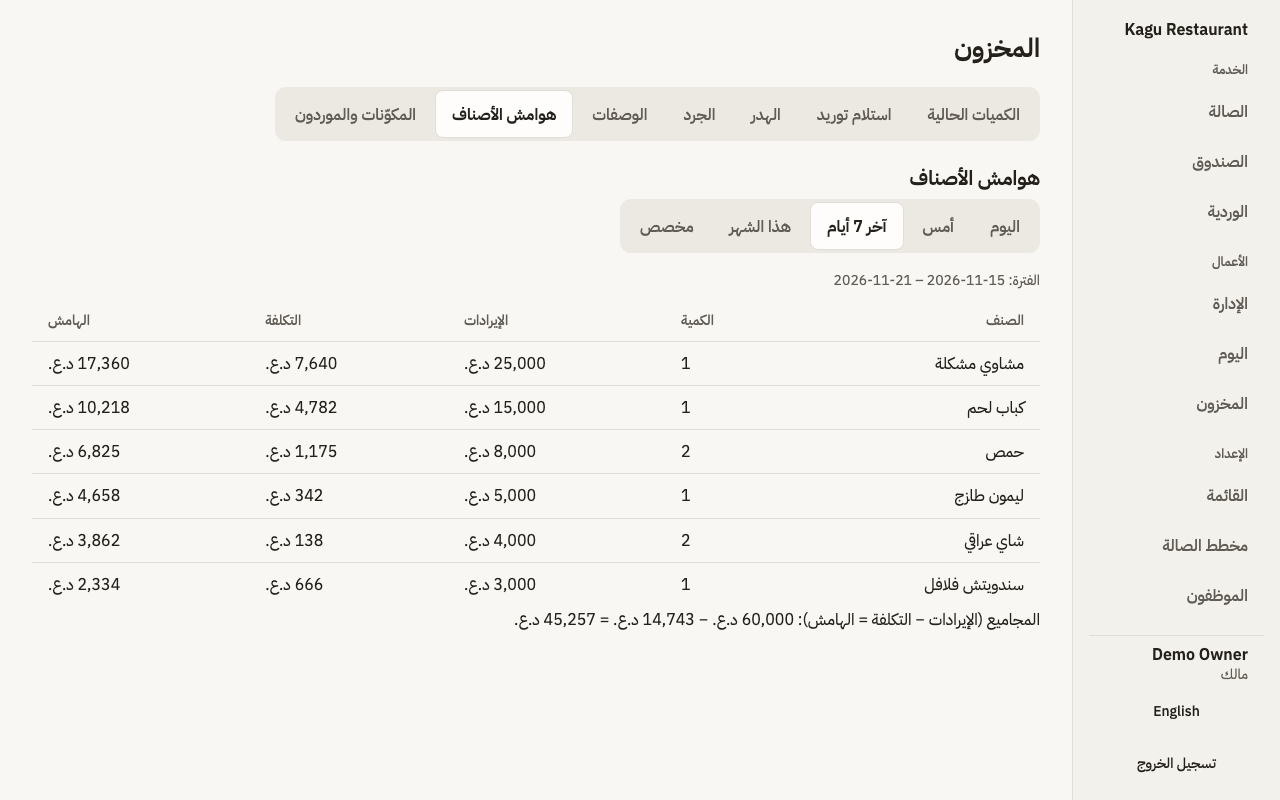 Kagu Restaurant
الخدمة
الصالة
الصندوق
الوردية
الأعمال
الإدارة
اليوم
المخزون
الإعداد
القائمة
مخطط الصالة
الموظفون
Demo Owner
مالك
English
تسجيل الخروج
المخزون
الكميات الحالية استلام توريد الهدر الجرد الوصفات هوامش الأصناف المكوّنات والموردون
هوامش الأصناف
اليوم أمس آخر 7 أيام هذا الشهر مخصص
الفترة: 15-11-2026 – 21-11-2026
الصنف الكمية الإيرادات التكلفة الهامش
مشاوي مشكلة 1 25,000 د.ع. 7,640 د.ع. 17,360 د.ع.
كباب لحم 1 15,000 د.ع. 4,782 د.ع. 10,218 د.ع.
حمص 2 8,000 د.ع. 1,175 د.ع. 6,825 د.ع.
ليمون طازج 1 5,000 د.ع. 342 د.ع. 4,658 د.ع.
شاي عراقي 2 4,000 د.ع. 138 د.ع. 3,862 د.ع.
سندويتش فلافل 1 3,000 د.ع. 666 د.ع. 2,334 د.ع.
المجاميع (الإيرادات – التكلفة = الهامش): 60,000 د.ع. – 14,743 د.ع. = 45,257 د.ع.